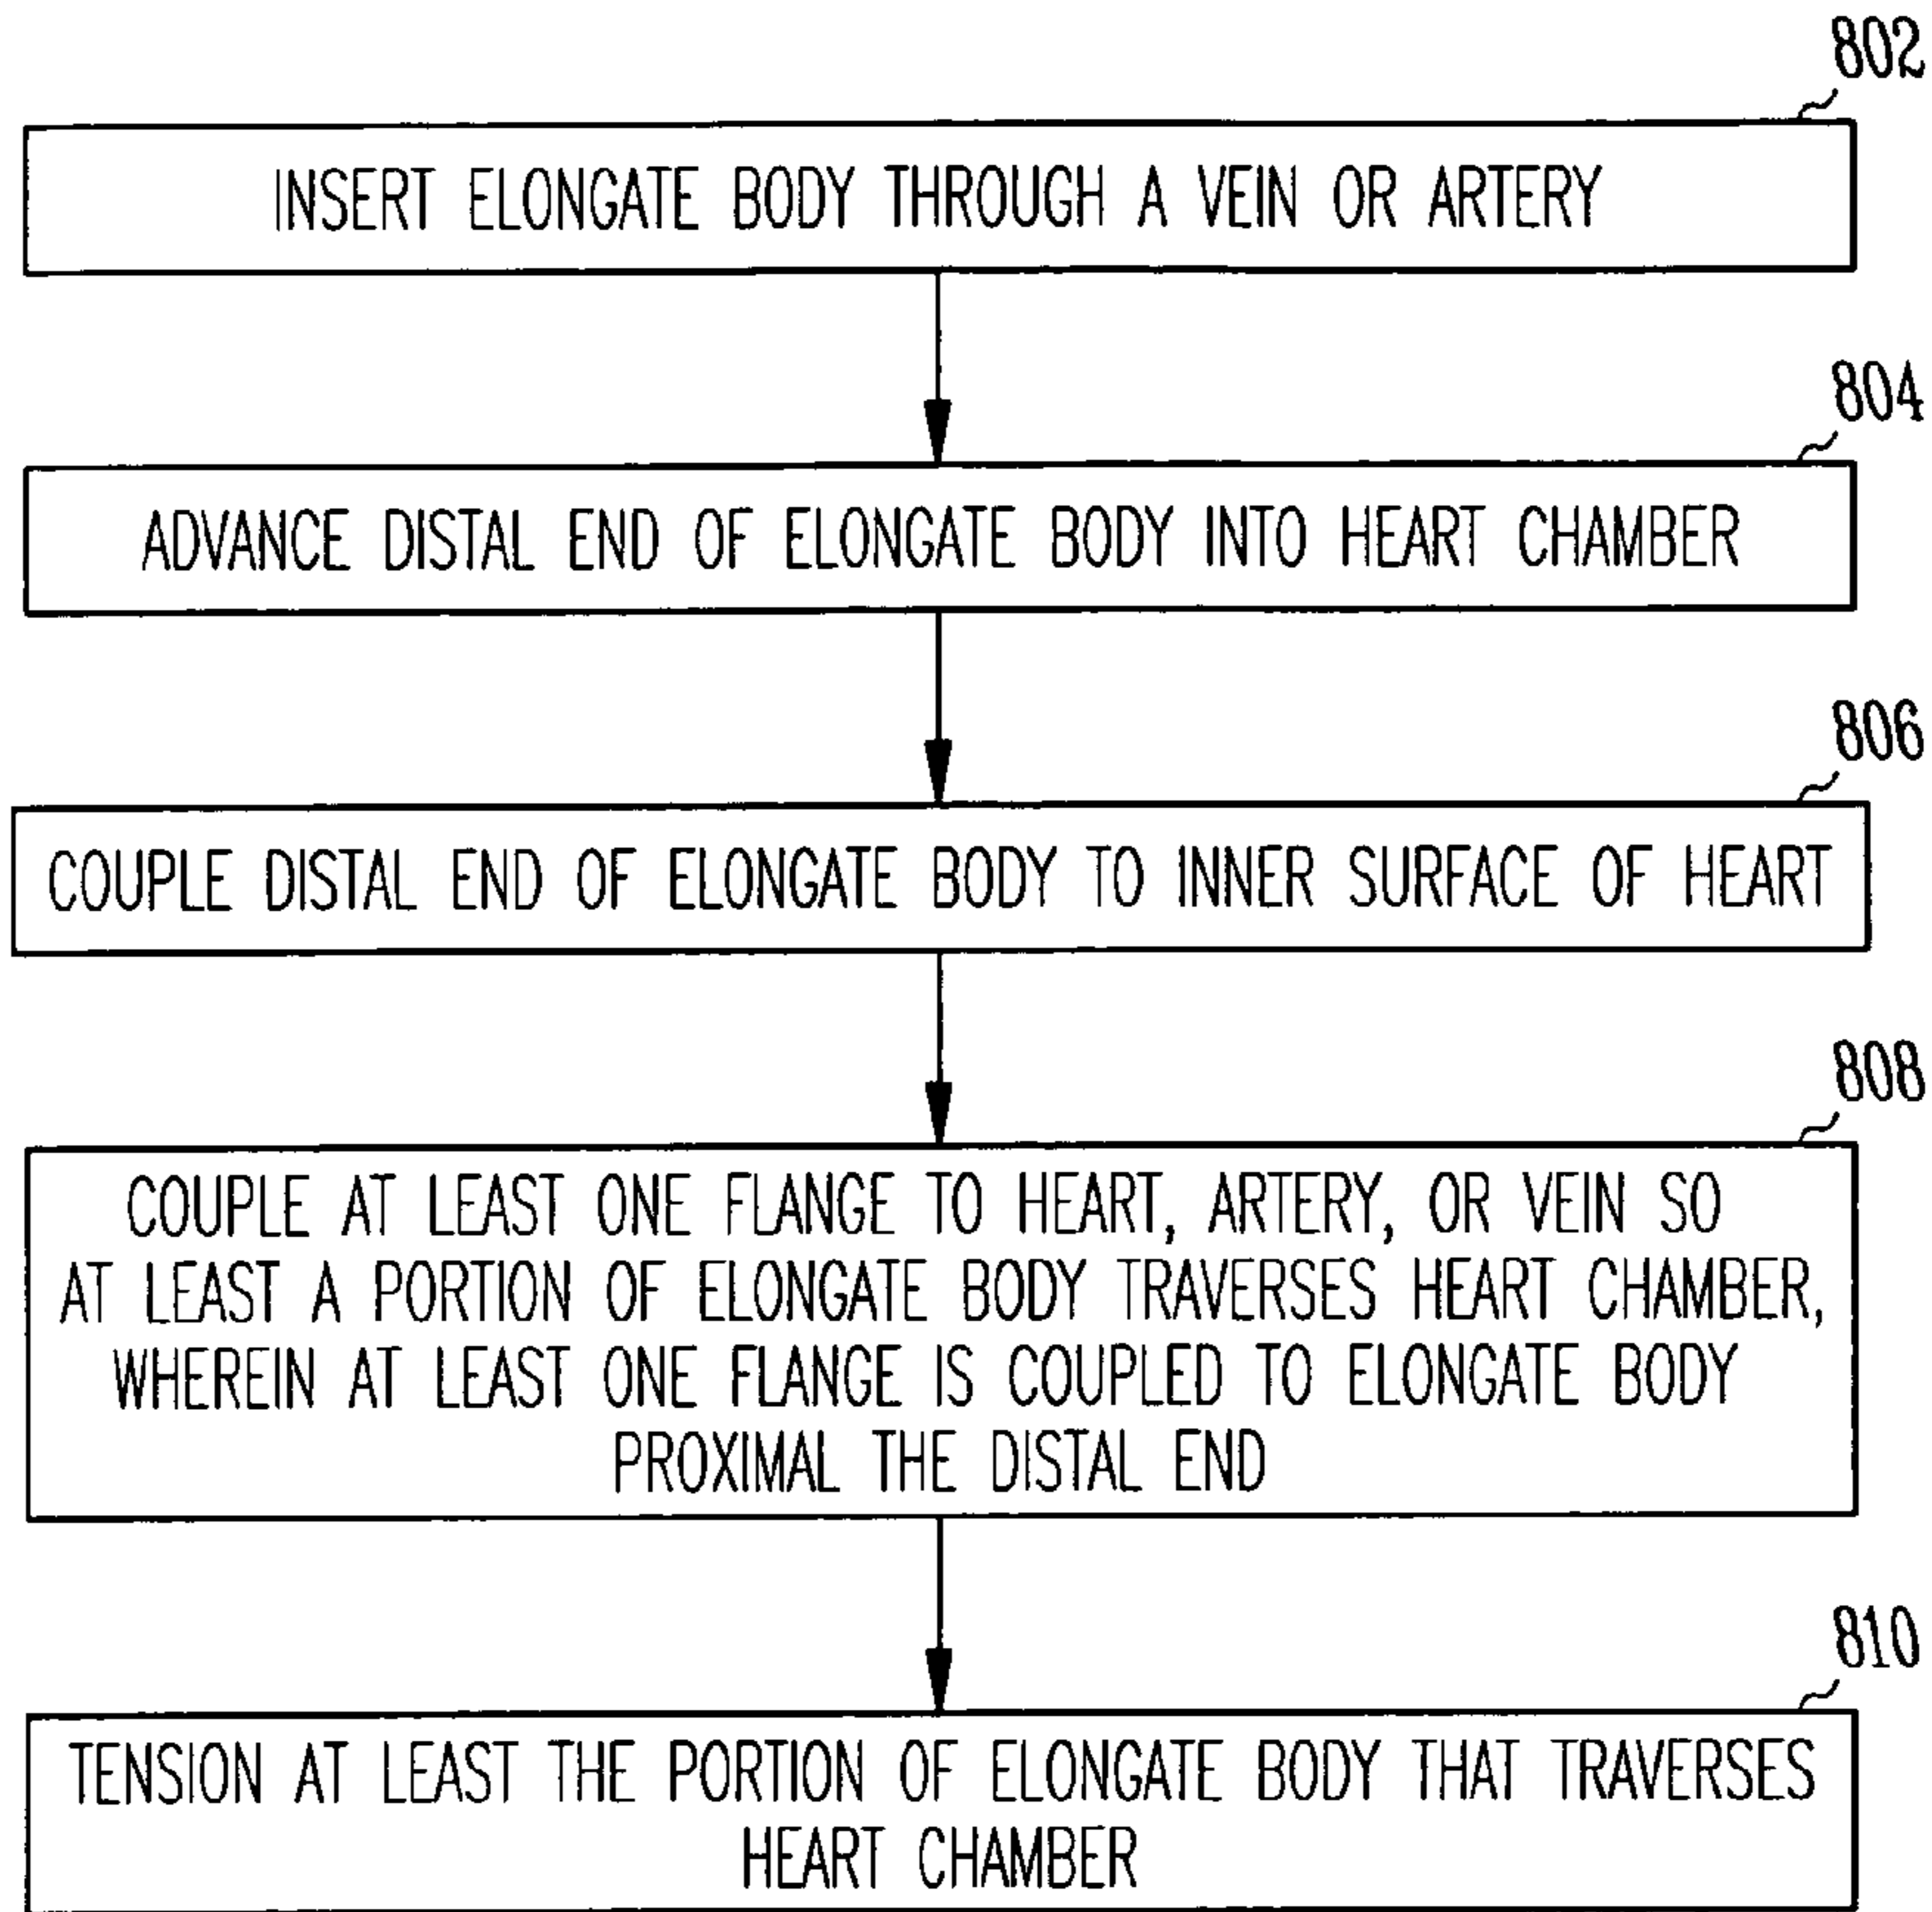 802
INSERT ELONGATE BODY THROUGH A VEIN OR ARTERY
804
ADVANCE DISTAL END OF ELONGATE BODY INTO HEART CHAMBER
806
COUPLE DISTAL END OF ELONGATE BODY TO INNER SURFACE OF HEART
808
COUPLE AT LEAST ONE FLANGE TO HEART, ARTERY, OR VEIN SO
AT LEAST A PORTION OF ELONGATE BODY TRAVERSES HEART CHAMBER,
WHEREIN AT LEAST ONE FLANGE IS COUPLED TO ELONGATE BODY
PROXIMAL THE DISTAL END
810
TENSION AT LEAST THE PORTION OF ELONGATE BODY THAT TRAVERSES
HEART CHAMBER